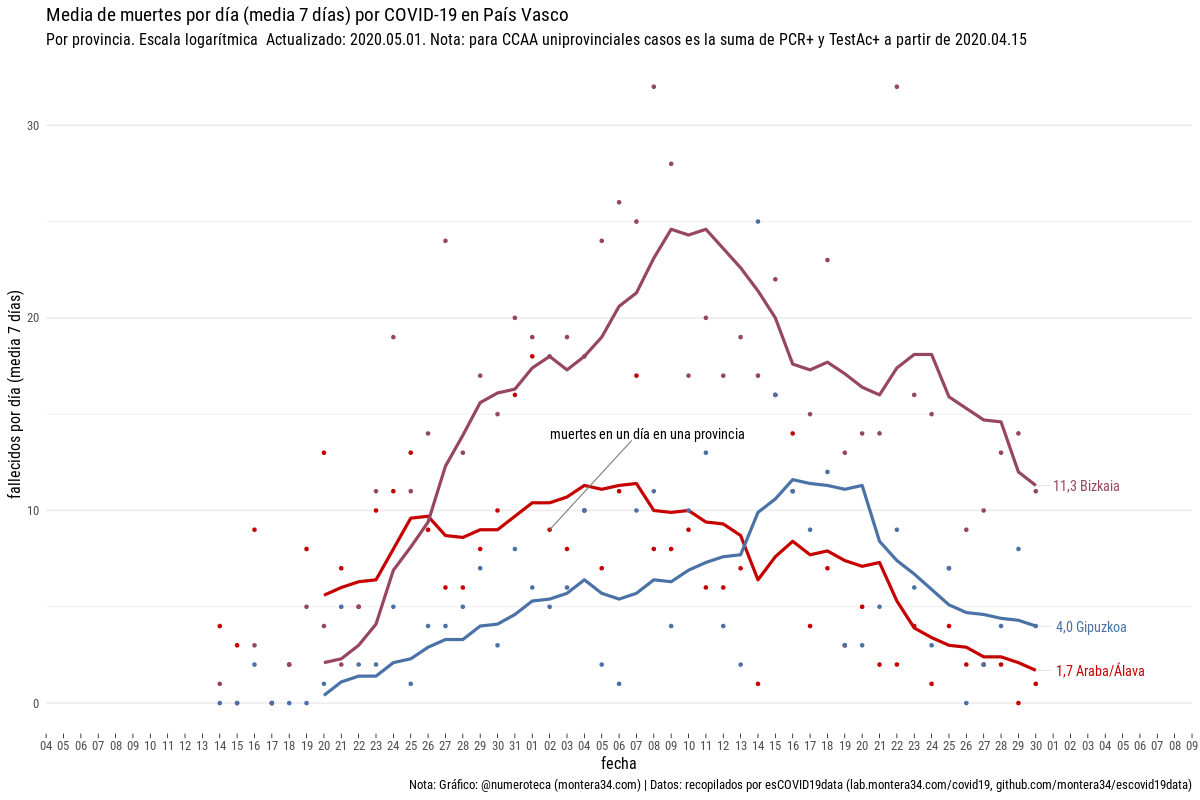 Media de muertes por día (media 7 días) por COVID-19 en País Vasco
Por provincia. Escala logarítmica  Actualizado: 2020.05.01. Nota: para CCAA uniprovinciales casos es la suma de PCR+ y TestAc+ a partir de 2020.04.15
fallecidos por día (media 7 días)
30
20
10
0
muertes en un día en una provincia
11,3 Bizkaia
4,0 Gipuzkoa
1,7 Araba/Álava
04 05 06 07 08 09 10 11 12 13 14 15 16 17 18 19 20 21 22 23 24 25 26 27 28 29 30 31 01 02 03 04 05 06 07 08 09 10 11 12 13 14 15 16 17 18 19 20 21 22 23 24 25 26 27 28 29 30 01 02 03 04 05 06 07 08 09
fecha
Nota: Gráfico: @numeroteca (montera34.com) | Datos: recopilados por esCOVID19data (lab.montera34.com/covid19, github.com/montera34/escovid19data)